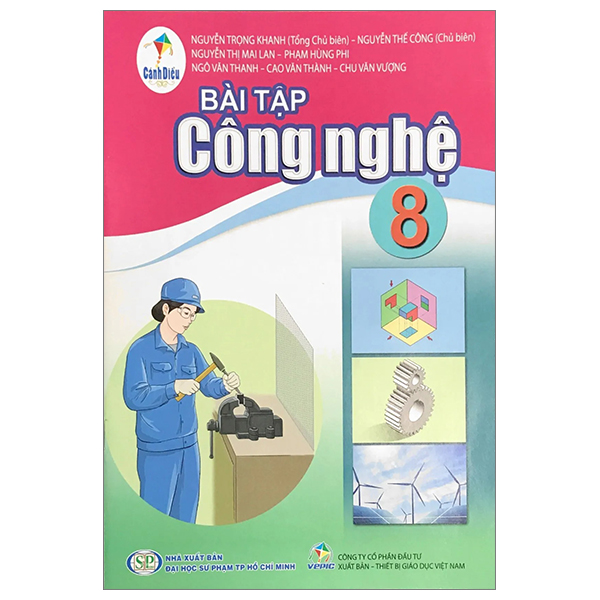 Cánh Diều
NGUYỄN TRỌNG KHANH (Tổng Chủ biên) – NGUYỄN THẾ CÔNG (Chủ biên)
NGUYỄN THỊ MAI LAN – PHẠM HÙNG PHI
NGÔ VĂN THANH – CAO VĂN THÀNH – CHU VĂN VƯỢNG
BÀI TẬP
Công nghệ
8
SP
NHÀ XUẤT BẢN
ĐẠI HỌC SƯ PHẠM TP HỒ CHÍ MINH
VEPIC
CÔNG TY CỔ PHẦN ĐẦU TƯ
XUẤT BẢN – THIẾT BỊ GIÁO DỤC VIỆT NAM